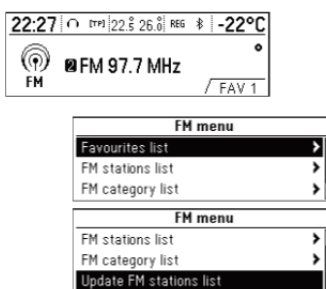 22:27 [TP] 22.5 26.0 REG -22°C
2 FM 97.7 MHz
FM
FAV 1
FM menu
Favourites list
FM stations list
FM category list
FM menu
FM stations list
FM category list
Update FM stations list